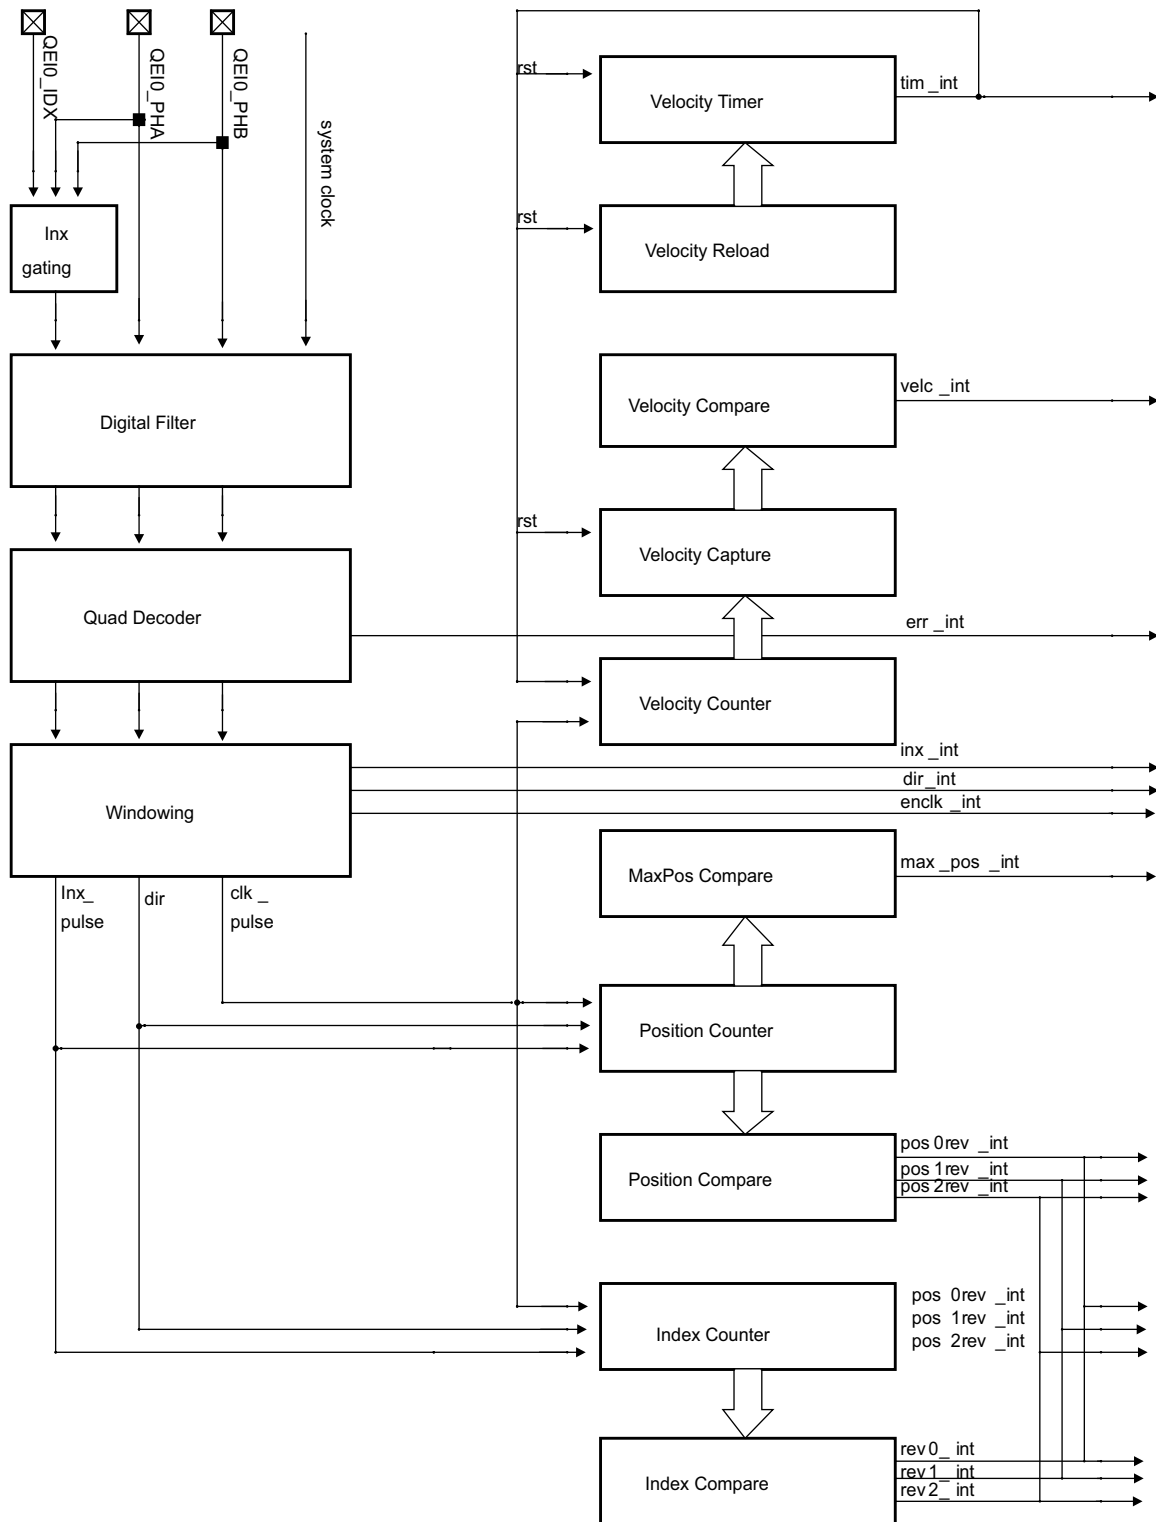 QEI0_IDX
QEI0_PHA
QEI0_PHB
system clock
rst
Velocity Timer
tim _int
Inx
gating
rst
Velocity Reload
Digital Filter
Velocity Compare
velc _int
rst
Velocity Capture
Quad Decoder
err _int
Velocity Counter
Windowing
inx _int
dir_int
enclk _int
MaxPos Compare
max _pos _int
Inx_
pulse
dir
clk _
pulse
Position Counter
Position Compare
pos 0rev _int
pos 1rev _int
pos 2rev _int
Index Counter
pos 0rev _int
pos 1rev _int
pos 2rev _int
Index Compare
rev0_ int
rev1_ int
rev2_ int